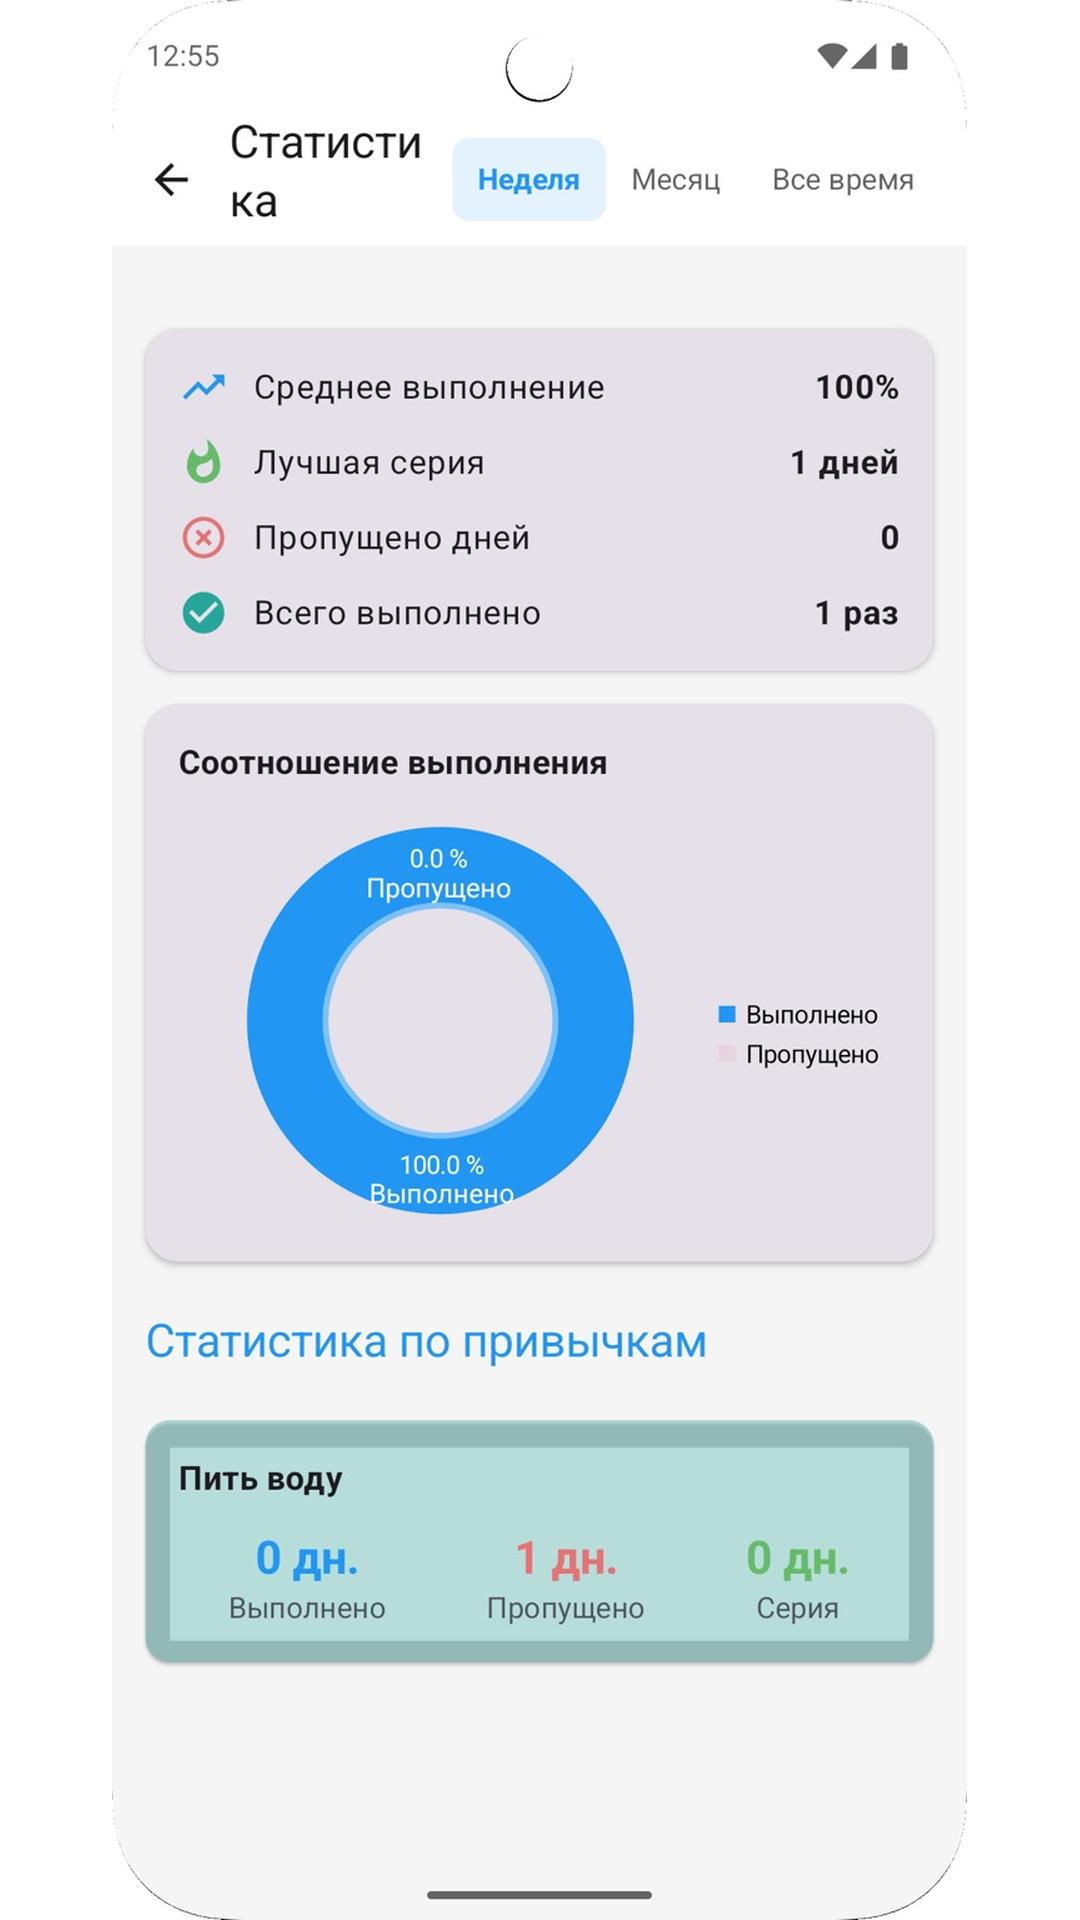 12:55
Статисти
ка
Неделя
Месяц
Все время
Среднее выполнение 100%
Лучшая серия 1 дней
Пропущено дней 0
Всего выполнено 1 раз
Соотношение выполнения
0.0 %
Пропущено
Выполнено
Пропущено
100.0 %
Выполнено
Статистика по привычкам
Пить воду
0 дн. 1 дн. 0 дн.
Выполнено Пропущено Серия